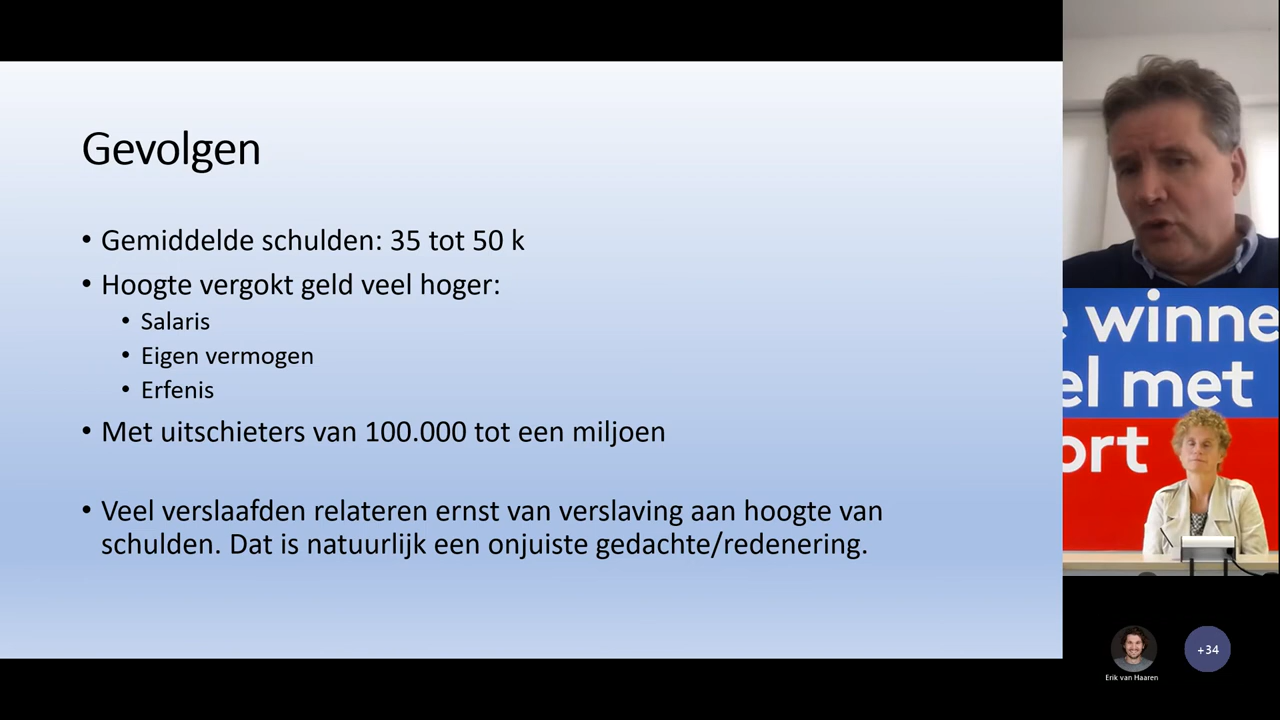 Gevolgen
• Gemiddelde schulden: 35 tot 50 k
• Hoogte vergokt geld veel hoger:
• Salaris
• Eigen vermogen
• Erfenis
• Met uitschieters van 100.000 tot een miljoen
• Veel verslaafden relateren ernst van verslaving aan hoogte van
schulden. Dat is natuurlijk een onjuiste gedachte/redenering.
e winne
el met
ort
Erik van Haaren
+34